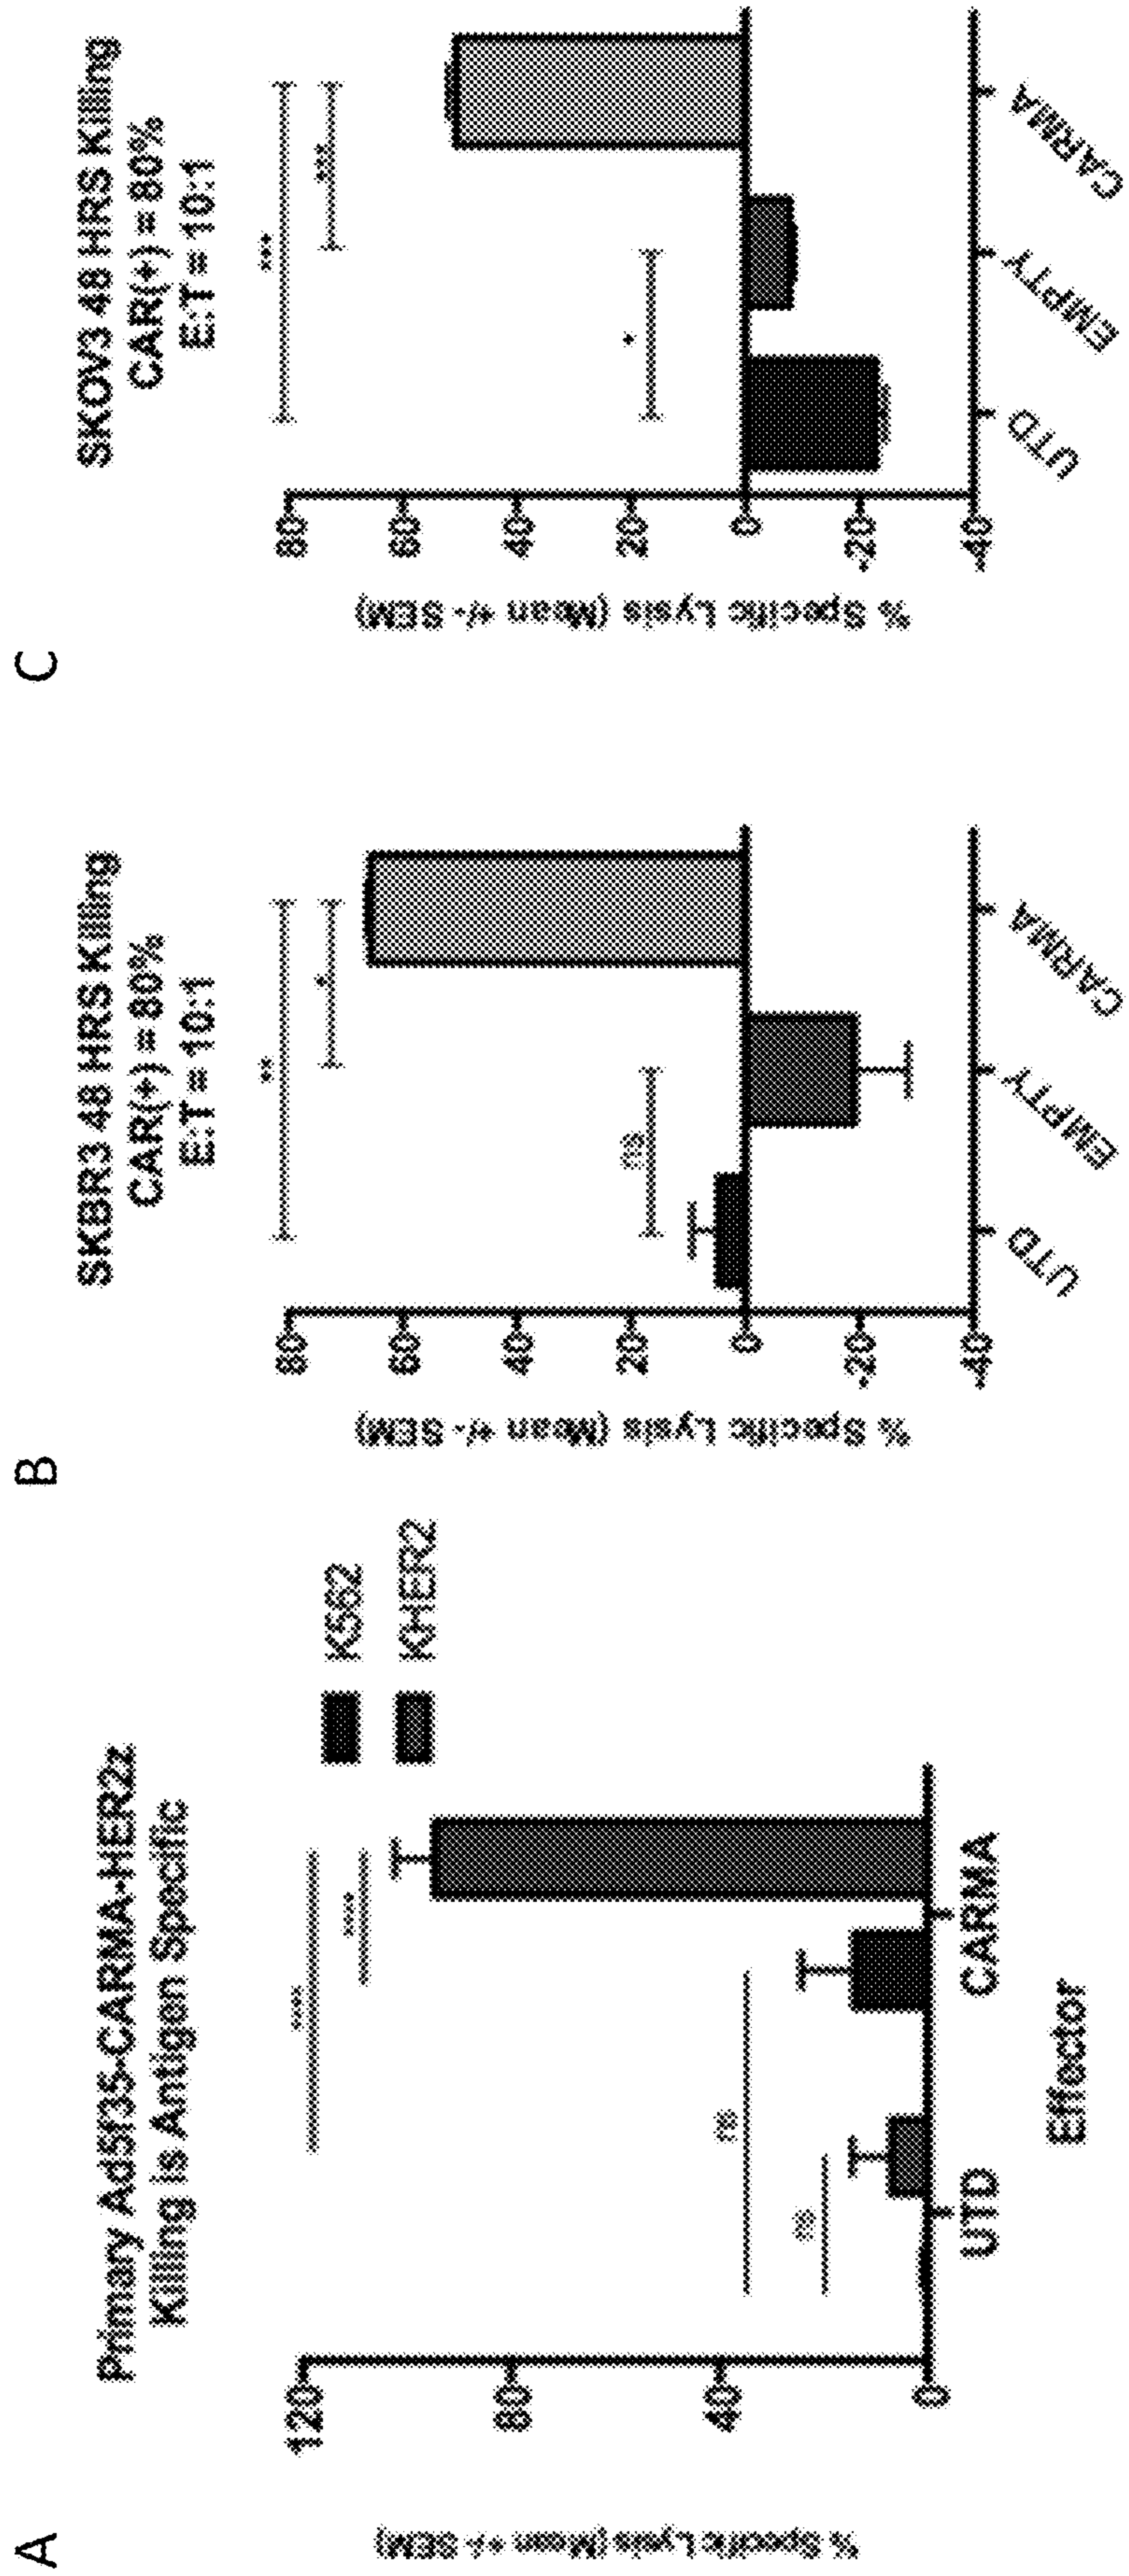 A
Primary Ad5f35-CARMA-HER2z
Killing is Antigen Specific
% Specific Lysis (Mean +/- SEM)
120
80
40
0
ns
ns
****
****
K562
KHER2
UTD
CARMA
Effector
B
SKBR3 48 HRS Killing
CAR(+) = 80%
E:T = 10:1
% Specific Lysis (Mean +/- SEM)
80
60
40
20
0
-20
-40
**
*
ns
UTD
EMPTY
CARMA
C
SKOV3 48 HRS Killing
CAR(+) = 80%
E:T = 10:1
% Specific Lysis (Mean +/- SEM)
80
60
40
20
0
-20
-40
***
***
*
UTD
EMPTY
CARMA